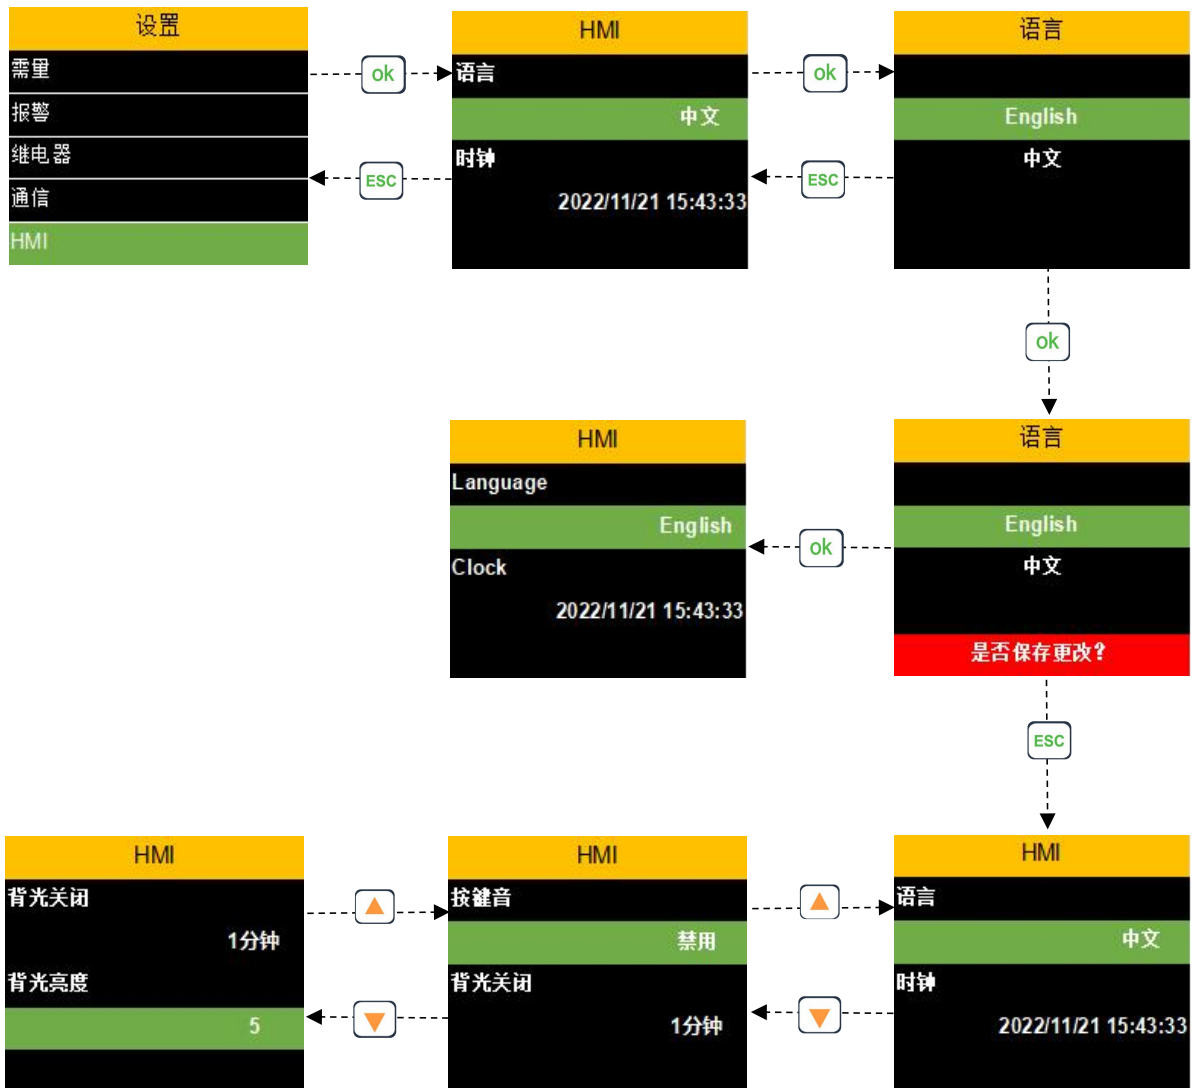 设置
需量
报警
继电器
通信
HMI
ok
ESC
HMI
语言
中文
时钟
2022/11/21 15:43:33
ok
ESC
语言
English
中文
ok
语言
English
中文
是否保存更改?
ok
HMI
Language
English
Clock
2022/11/21 15:43:33
ESC
HMI
背光关闭
1分钟
背光亮度
5
HMI
按键音
禁用
背光关闭
1分钟
HMI
语言
中文
时钟
2022/11/21 15:43:33